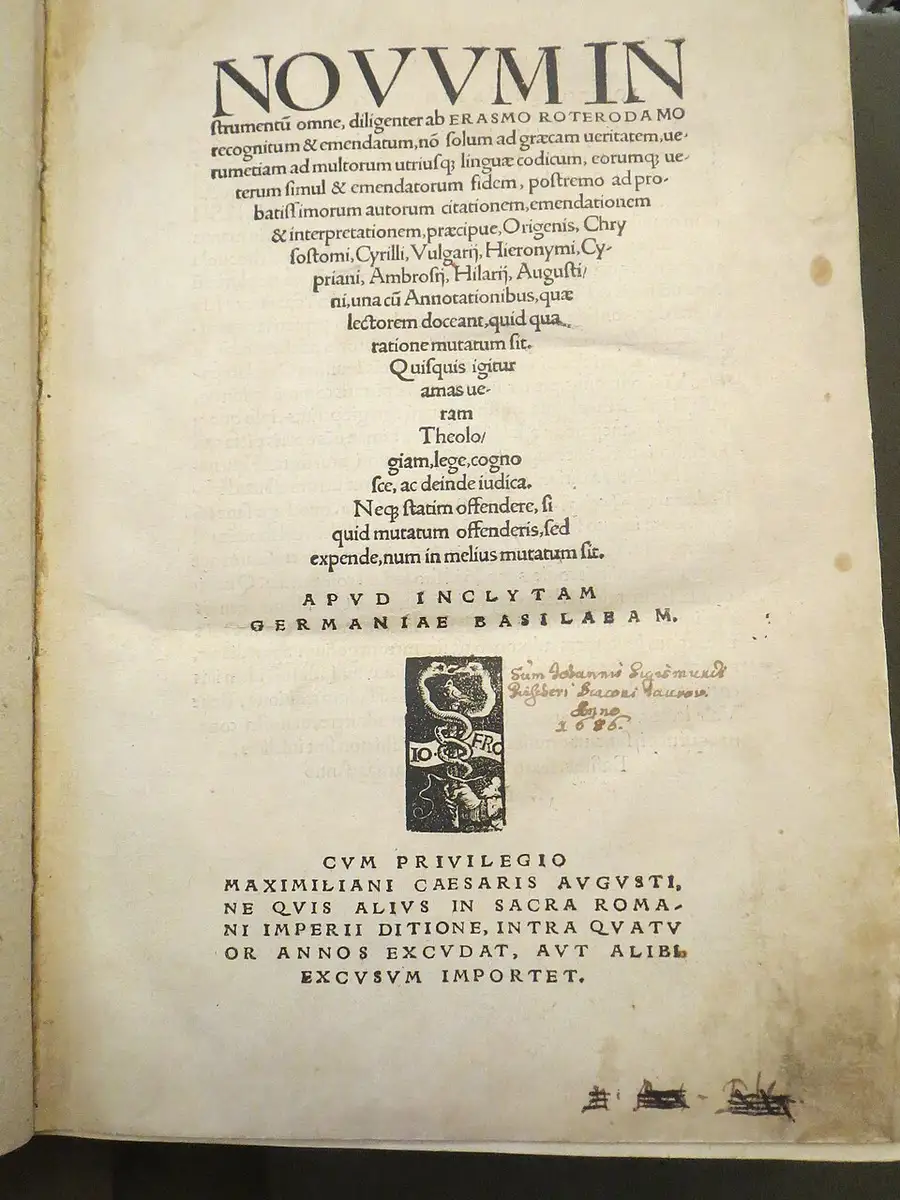 NOVVM IN
ſtrumentū omne, diligenter ab ERASMO ROTERODAMO
recognitum & emendatum, nō ſolum ad græcam ueritatem, ue-
rumetiam ad multorum utriuſq; linguæ codicum, eorumq; ue-
terum ſimul & emendatorum fidem, poſtremo ad pro-
batiſſimorum autorum citationem, emendationem
& interpretationem, præcipue, Origenis, Chry
ſoſtomi, Cyrilli, Vulgarij, Hieronymi, Cy-
priani, Ambroſij, Hilarij, Auguſti/
ni, una cū Annotationibus, quæ
lectorem doceant, quid qua
ratione mutatum ſit.
Quiſquis igitur
amas ue-
ram
Theolo/
giam, lege, cogno
ſce, ac deinde iudica.
Neq; ſtatim offendere, ſi
quid mutatum offenderis, ſed
expende, num in melius mutatum ſit.
APVD INCLYTAM
GERMANIAE BASILAEAM.
Sum Johannis Sigismundi
Diaconi
Anno
1686.
IO FRO
CVM PRIVILEGIO
MAXIMILIANI CAESARIS AVGVSTI,
NE QVIS ALIVS IN SACRA ROMA-
NI IMPERII DITIONE, INTRA QVATV
OR ANNOS EXCVDAT, AVT ALIBI
EXCVSVM IMPORTET.